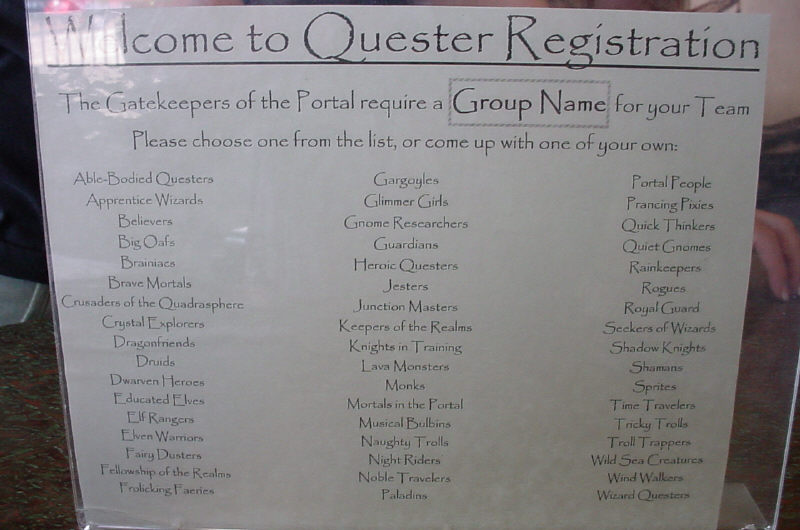 Welcome to Quester Registration
The Gatekeepers of the Portal require a Group Name for your Team
Please choose one from the list, or come up with one of your own:
Able-Bodied Questers
Apprentice Wizards
Believers
Big Oafs
Brainiacs
Brave Mortals
Crusaders of the Quadrasphere
Crystal Explorers
Dragonfriends
Druids
Dwarven Heroes
Educated Elves
Elf Rangers
Elven Warriors
Fairy Dusters
Fellowship of the Realms
Frolicking Faeries
Gargoyles
Glimmer Girls
Gnome Researchers
Guardians
Heroic Questers
Jesters
Junction Masters
Keepers of the Realms
Knights in Training
Lava Monsters
Monks
Mortals in the Portal
Musical Bulbins
Naughty Trolls
Night Riders
Noble Travelers
Paladins
Portal People
Prancing Pixies
Quick Thinkers
Quiet Gnomes
Rainkeepers
Rogues
Royal Guard
Seekers of Wizards
Shadow Knights
Shamans
Sprites
Time Travelers
Tricky Trolls
Troll Trappers
Wild Sea Creatures
Wind Walkers
Wizard Questers